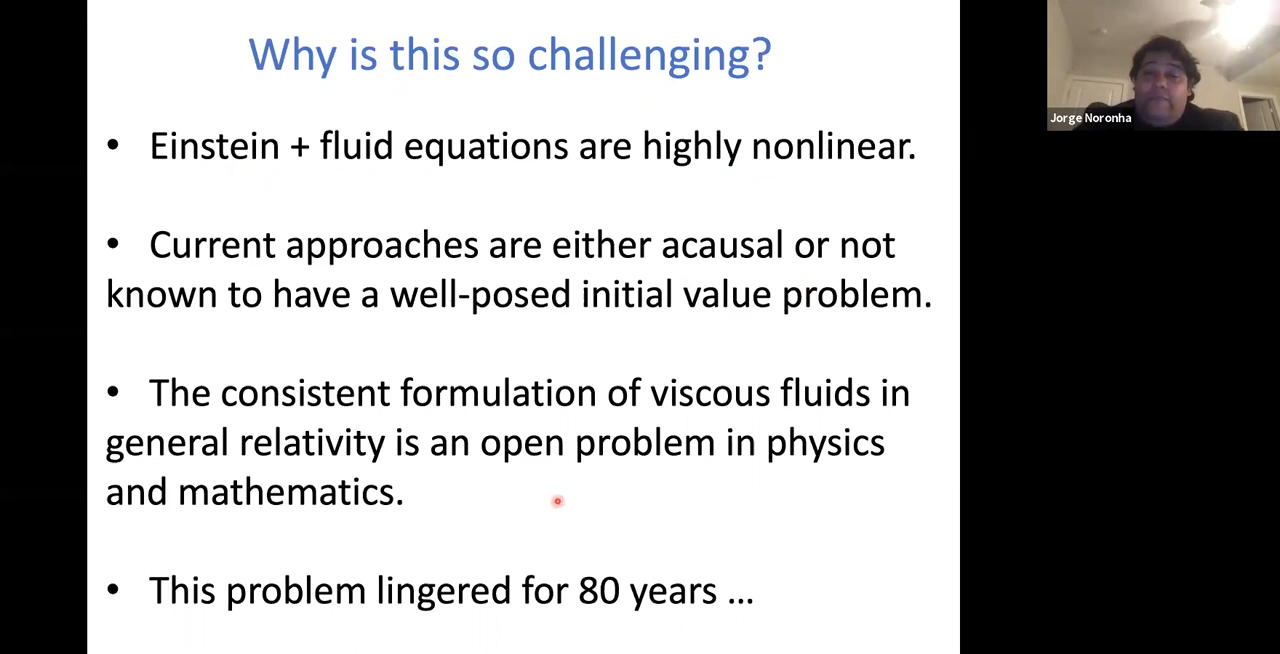 Why is this so challenging?
Jorge Noronha
• Einstein + fluid equations are highly nonlinear.
• Current approaches are either acausal or not
known to have a well-posed initial value problem.
• The consistent formulation of viscous fluids in
general relativity is an open problem in physics
and mathematics.
• This problem lingered for 80 years ...